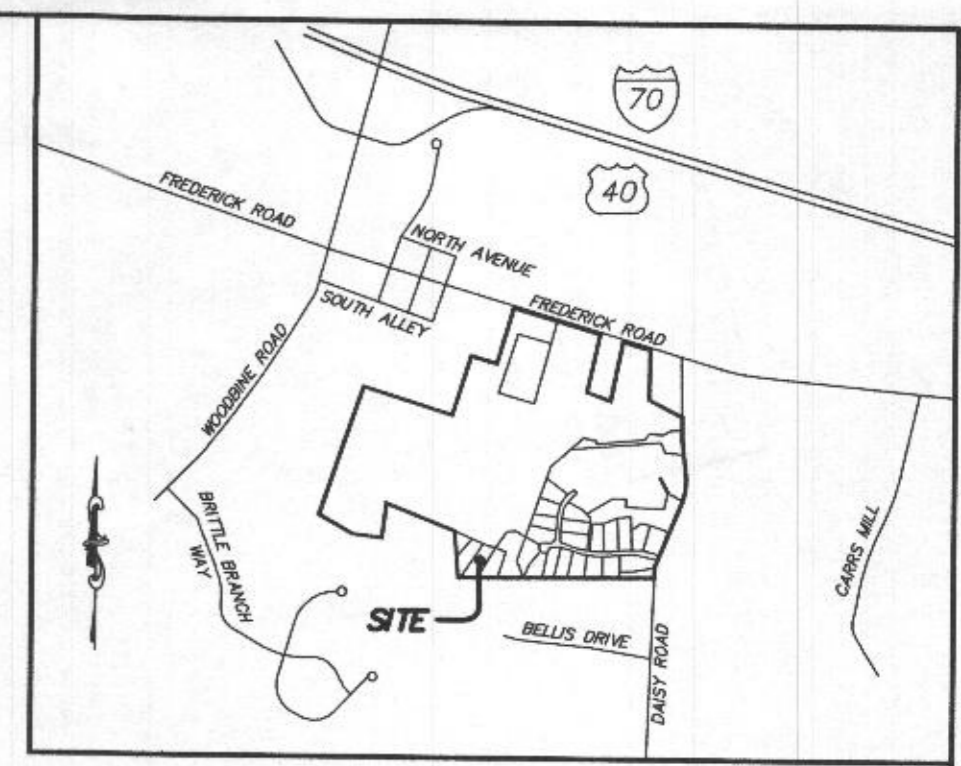 70
40
FREDERICK ROAD
NORTH AVENUE
SOUTH ALLEY
FREDERICK ROAD
WOODBINE ROAD
BRITTLE BRANCH
WAY
CARRS MILL
SITE
BELLIS DRIVE
DAISY ROAD